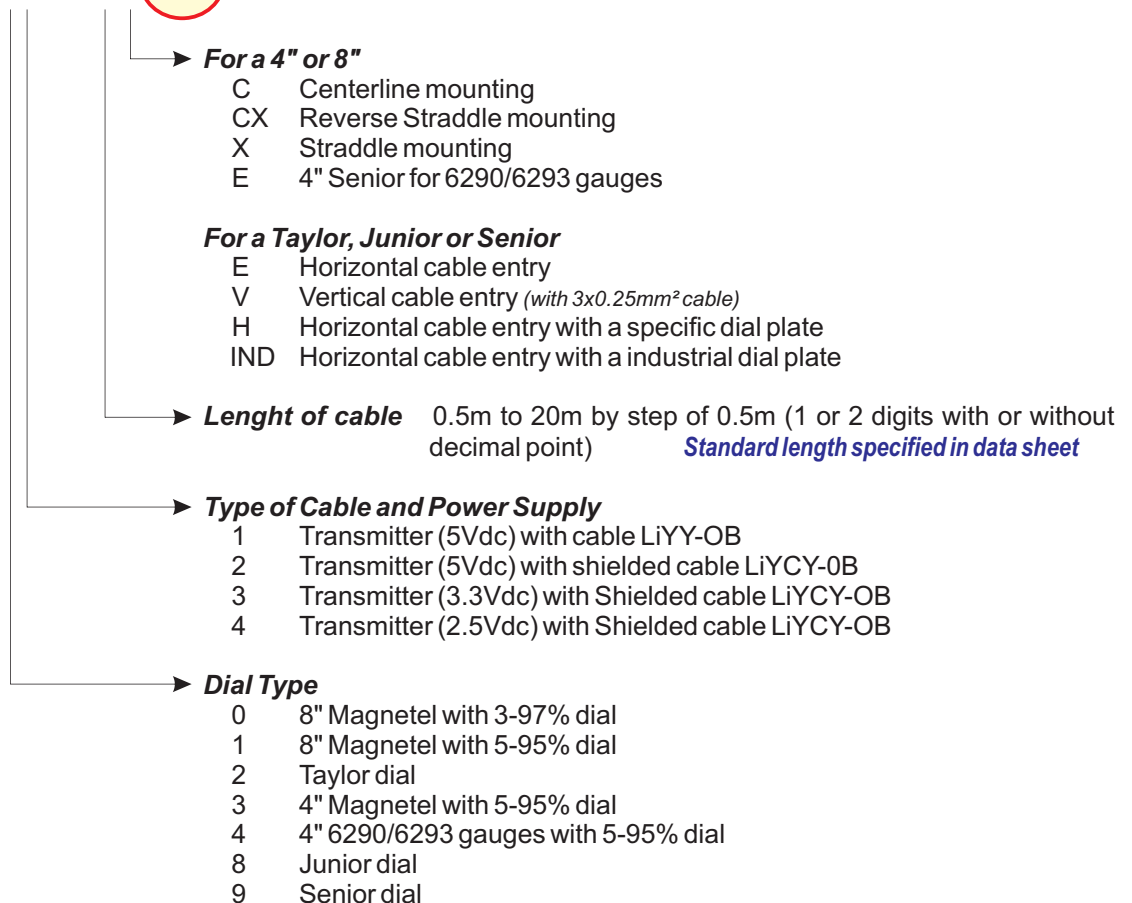 For a 4" or 8"
C Centerline mounting
CX Reverse Straddle mounting
X Straddle mounting
E 4" Senior for 6290/6293 gauges
For a Taylor, Junior or Senior
E Horizontal cable entry
V Vertical cable entry (with 3x0.25mm² cable)
H Horizontal cable entry with a specific dial plate
IND Horizontal cable entry with a industrial dial plate
Lenght of cable 0.5m to 20m by step of 0.5m (1 or 2 digits with or without
decimal point) Standard length specified in data sheet
Type of Cable and Power Supply
1 Transmitter (5Vdc) with cable LiYY-OB
2 Transmitter (5Vdc) with shielded cable LiYCY-0B
3 Transmitter (3.3Vdc) with Shielded cable LiYCY-OB
4 Transmitter (2.5Vdc) with Shielded cable LiYCY-OB
Dial Type
0 8" Magnetel with 3-97% dial
1 8" Magnetel with 5-95% dial
2 Taylor dial
3 4" Magnetel with 5-95% dial
4 4" 6290/6293 gauges with 5-95% dial
8 Junior dial
9 Senior dial